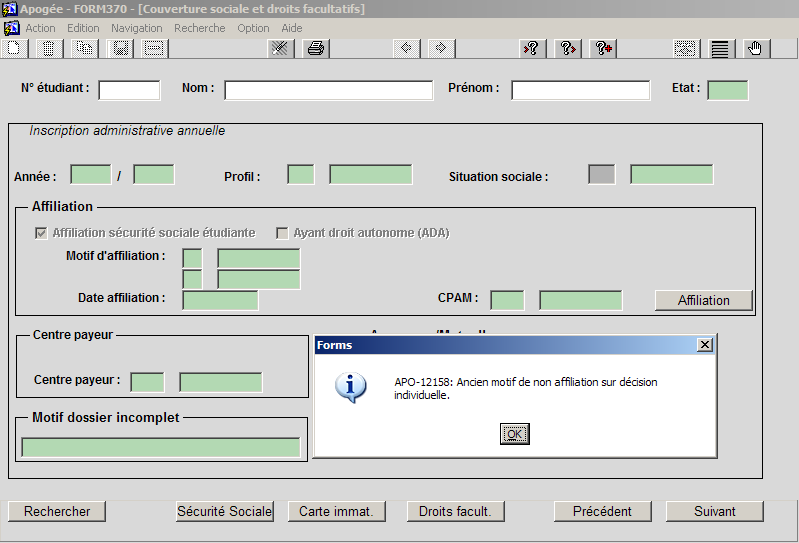 Apogée - FORM370 - [Couverture sociale et droits facultatifs]
Action Edition Navigation Recherche Option Aide
N° étudiant : Nom : Prénom : Etat :
Inscription administrative annuelle
Année : / Profil : Situation sociale :
Affiliation
Affiliation sécurité sociale étudiante Ayant droit autonome (ADA)
Motif d'affiliation :
Date affiliation : CPAM : Affiliation
Centre payeur
Centre payeur :
Motif dossier incomplet
Forms
APO-12158: Ancien motif de non affiliation sur décision
individuelle.
OK
Rechercher Sécurité Sociale Carte immat. Droits facult. Précédent Suivant